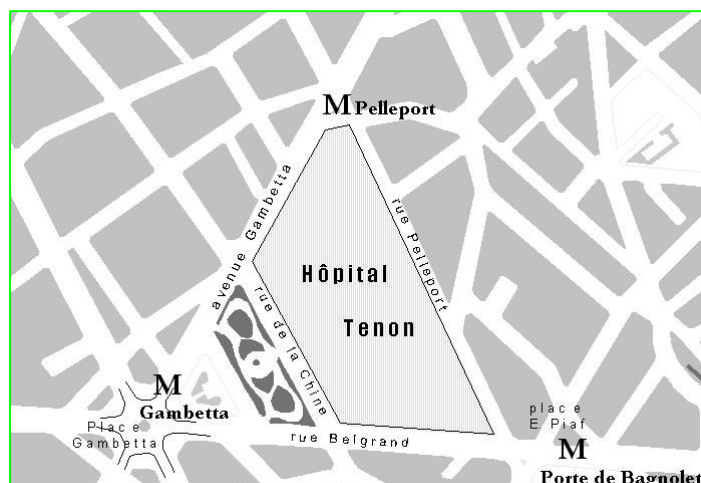 M Pelleport
avenue Gambetta
rue Pelleport
Hôpital
Tenon
rue de la Chine
M
Gambetta
Place
Gambetta
rue Belgrand
place
E Piaf
M
Porte de Bagnolet